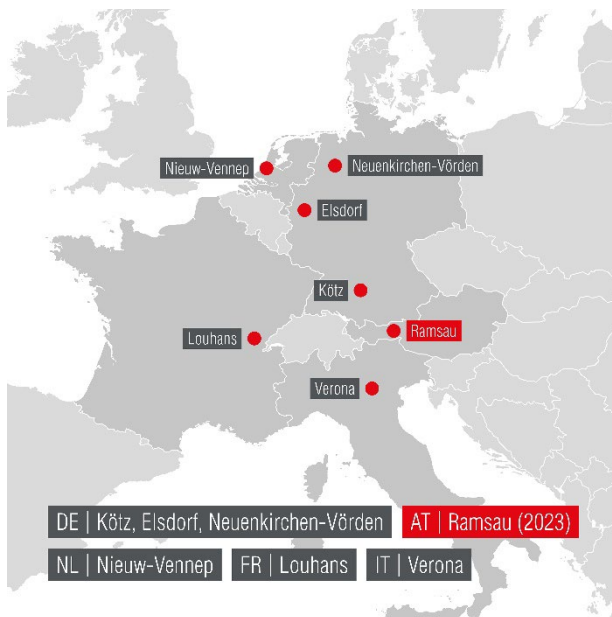 Nieuw-Vennep
Neuenkirchen-Vörden
Elsdorf
Kötz
Ramsau
Louhans
Verona
DE | Kötz, Elsdorf, Neuenkirchen-Vörden
AT | Ramsau (2023)
NL | Nieuw-Vennep
FR | Louhans
IT | Verona